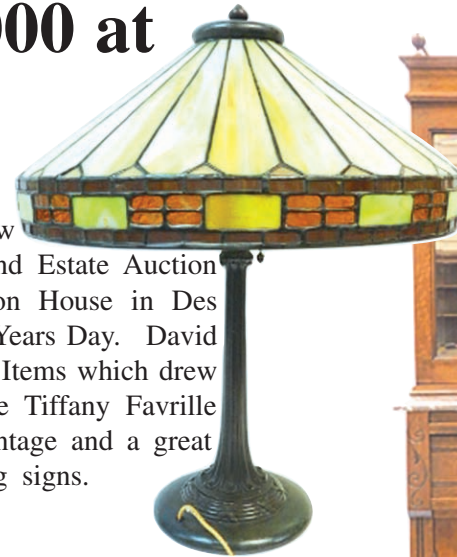 000 at
w
nd Estate Auction
on House in Des
Years Day. David
Items which drew
e Tiffany Favrille
ntage and a great
g signs.